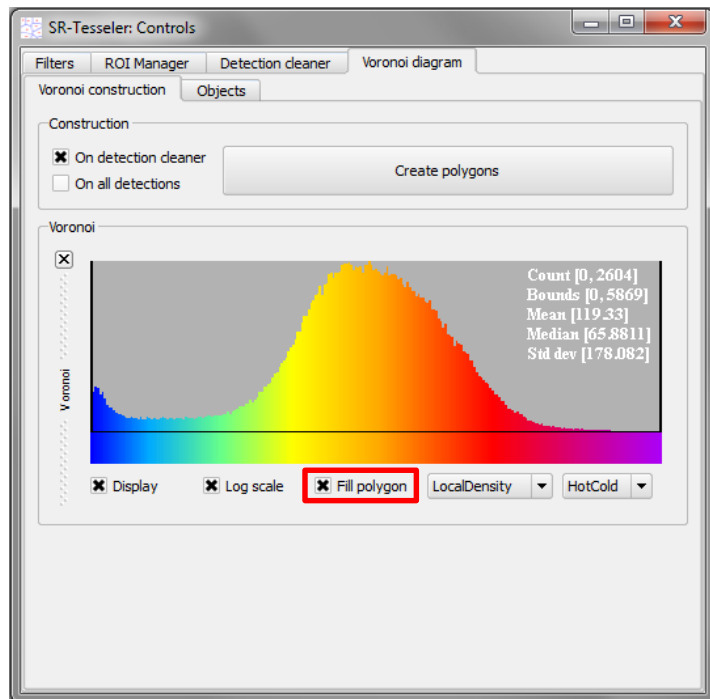 SR-Tesseler: Controls
Filters ROI Manager Detection cleaner Voronoi diagram
Voronoi construction Objects
Construction
On detection cleaner
On all detections
Create polygons
Voronoi
Count [0, 2604]
Bounds [0, 5869]
Mean [119.33]
Median [65.8811]
Std dev [178.082]
Voronoi
Display Log scale Fill polygon LocalDensity HotCold